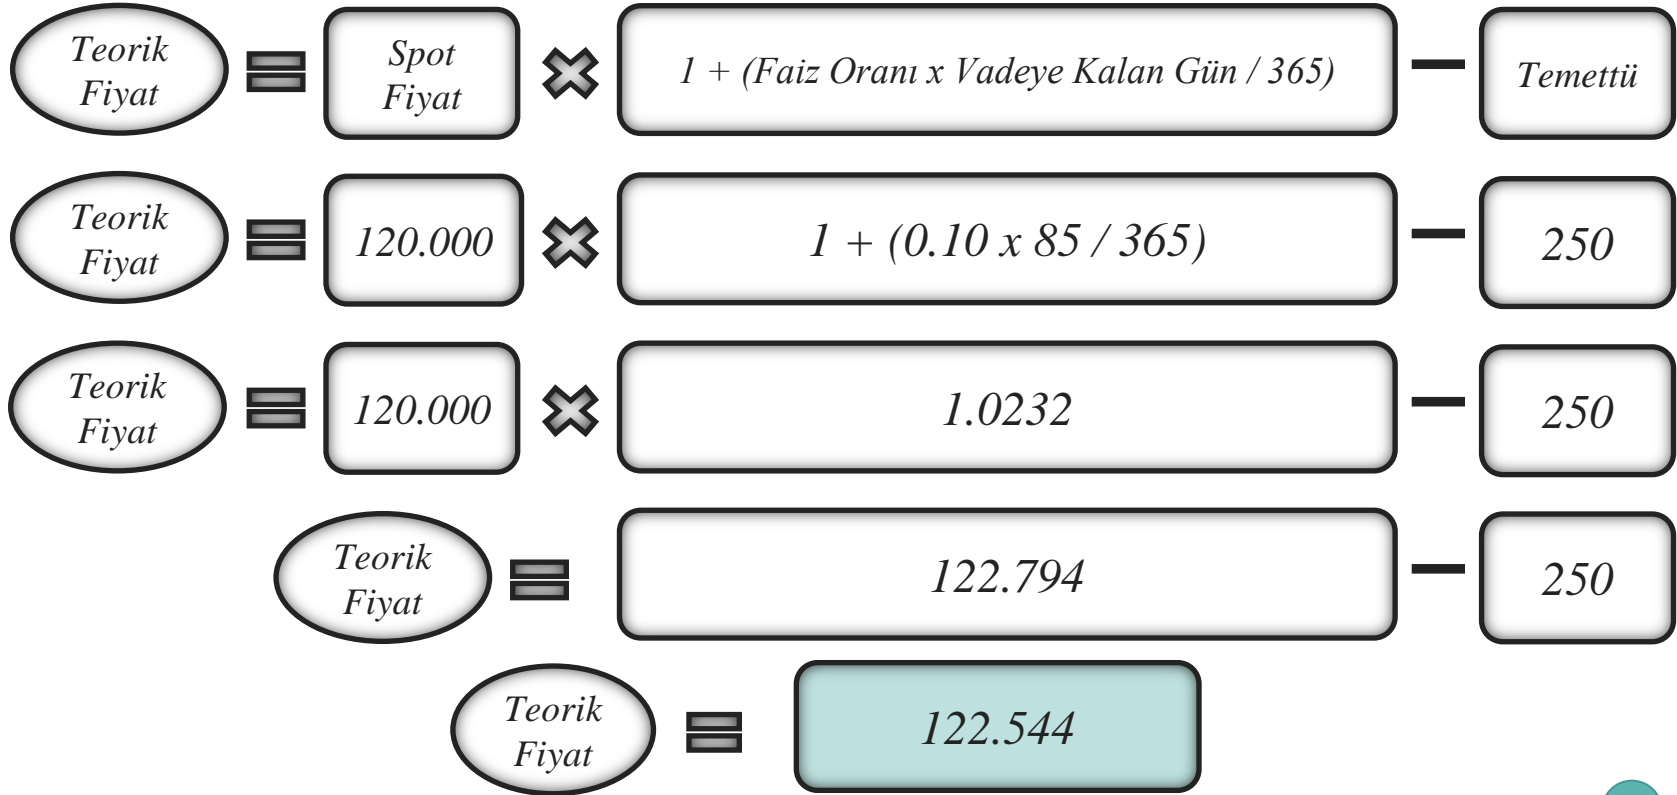 Teorik
Fiyat
Spot
Fiyat
1 + (Faiz Oranı x Vadeye Kalan Gün / 365)
Temettü
Teorik
Fiyat
120.000
1 + (0.10 x 85 / 365)
250
Teorik
Fiyat
120.000
1.0232
250
Teorik
Fiyat
122.794
250
Teorik
Fiyat
122.544